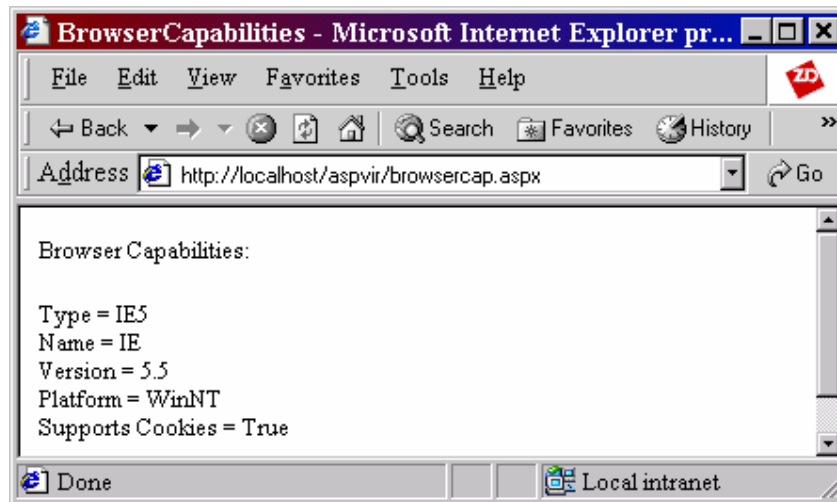 BrowserCapabilities - Microsoft Internet Explorer pr...
File Edit View Favorites Tools Help
ZD
Back Search Favorites History »
Address http://localhost/aspvir/browsercap.aspx Go
Browser Capabilities:
Type = IE5
Name = IE
Version = 5.5
Platform = WinNT
Supports Cookies = True
Done Local intranet